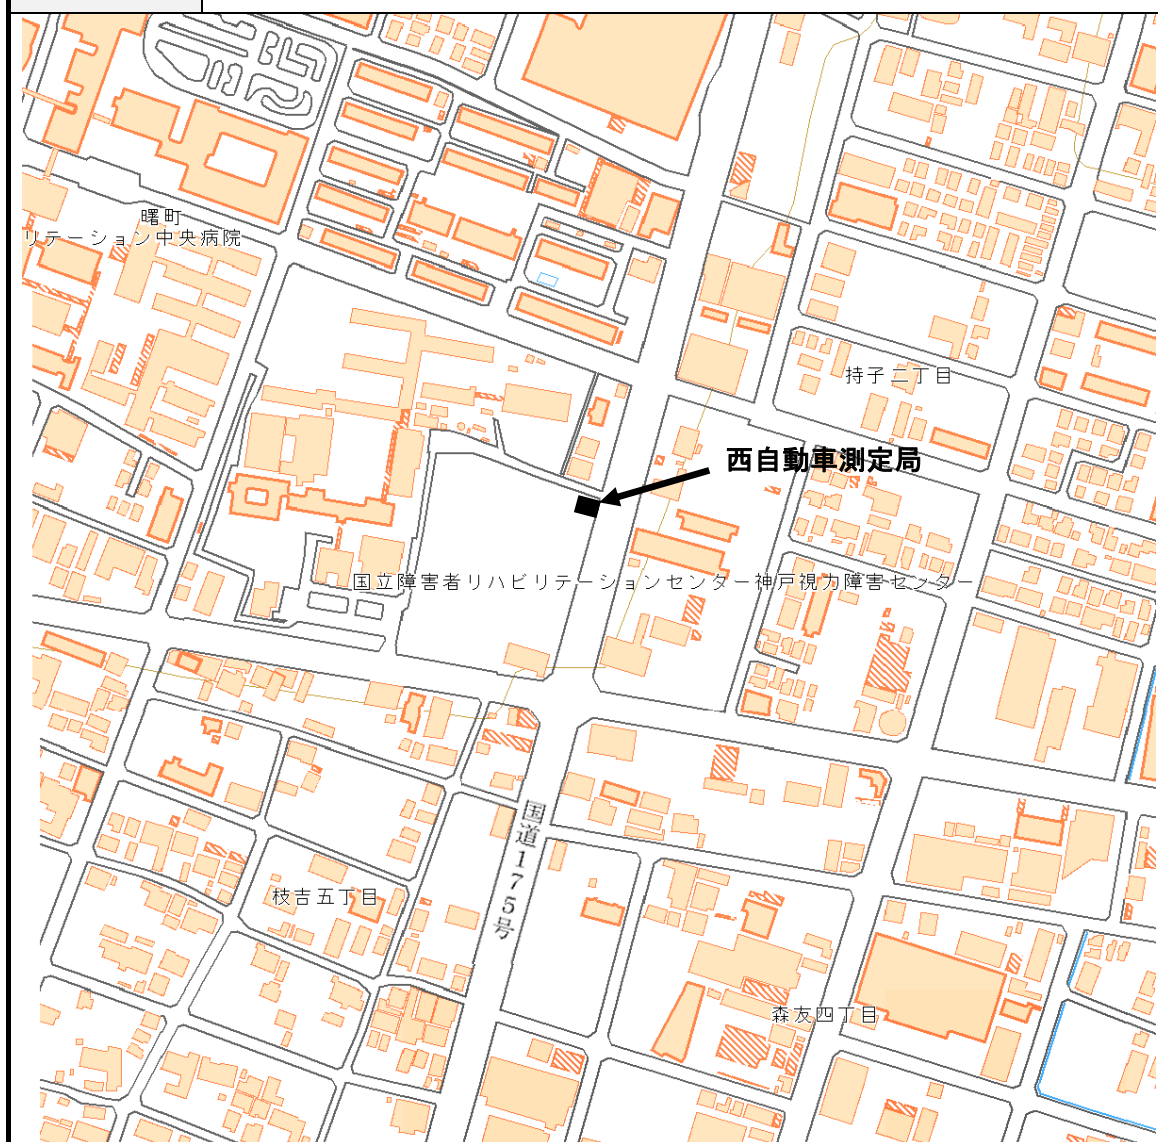 曙町
リテーション中央病院
持子二丁目
西自動車測定局
国立障害者リハビリテーションセンター神戸視力障害センター
国道175号
枝吉五丁目
森友四丁目